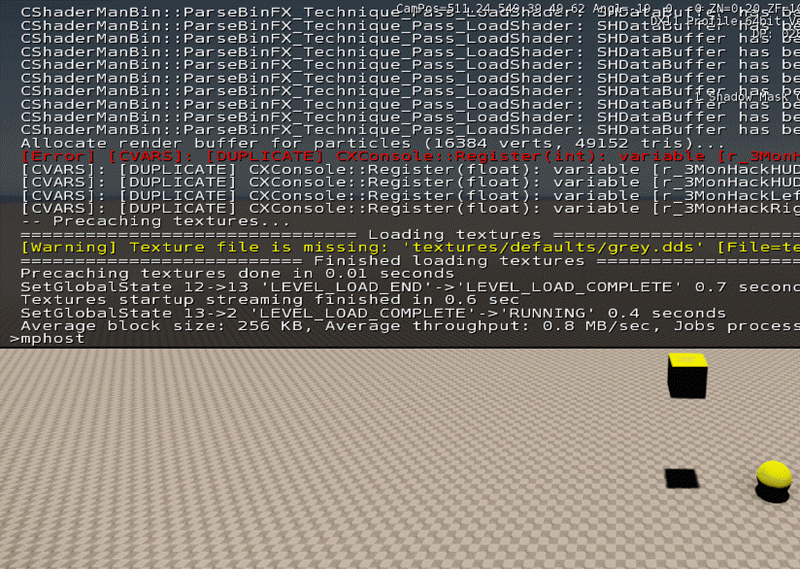 CShaderManBin::ParseBinFX_Technique_Pass_LoadShader: SHDataBuffer has be
CShaderManBin::ParseBinFX_Technique_Pass_LoadShader: SHDataBuffer has be
CShaderManBin::ParseBinFX_Technique_Pass_LoadShader: SHDataBuffer has be
CShaderManBin::ParseBinFX_Technique_Pass_LoadShader: SHDataBuffer has be
CShaderManBin::ParseBinFX_Technique_Pass_LoadShader: SHDataBuffer has be
CShaderManBin::ParseBinFX_Technique_Pass_LoadShader: SHDataBuffer has be
CShaderManBin::ParseBinFX_Technique_Pass_LoadShader: SHDataBuffer has be
CShaderManBin::ParseBinFX_Technique_Pass_LoadShader: SHDataBuffer has be
CShaderManBin::ParseBinFX_Technique_Pass_LoadShader: SHDataBuffer has be
CShaderManBin::ParseBinFX_Technique_Pass_LoadShader: SHDataBuffer has be
Allocate render buffer for particles (16384 verts, 49152 tris)...
[Error] [CVARS]: [DUPLICATE] CXConsole::Register(int): variable [r_3MonH
[CVARS]: [DUPLICATE] CXConsole::Register(float): variable [r_3MonHackHUD
[CVARS]: [DUPLICATE] CXConsole::Register(float): variable [r_3MonHackHUD
[CVARS]: [DUPLICATE] CXConsole::Register(float): variable [r_3MonHackLef
[CVARS]: [DUPLICATE] CXConsole::Register(float): variable [r_3MonHackRig
-- Precaching textures...
============================ Loading textures =====================
[Warning] Texture file is missing: 'textures/defaults/grey.dds' [File=te
======================== Finished loading textures =================
Precaching textures done in 0.01 seconds
SetGlobalState 12->13 'LEVEL_LOAD_END'->'LEVEL_LOAD_COMPLETE' 0.7 second
Textures startup streaming finished in 0.6 sec
SetGlobalState 13->2 'LEVEL_LOAD_COMPLETE'->'RUNNING' 0.4 seconds
Average block size: 256 KB, Average throughput: 0.8 MB/sec, Jobs process
>mphost